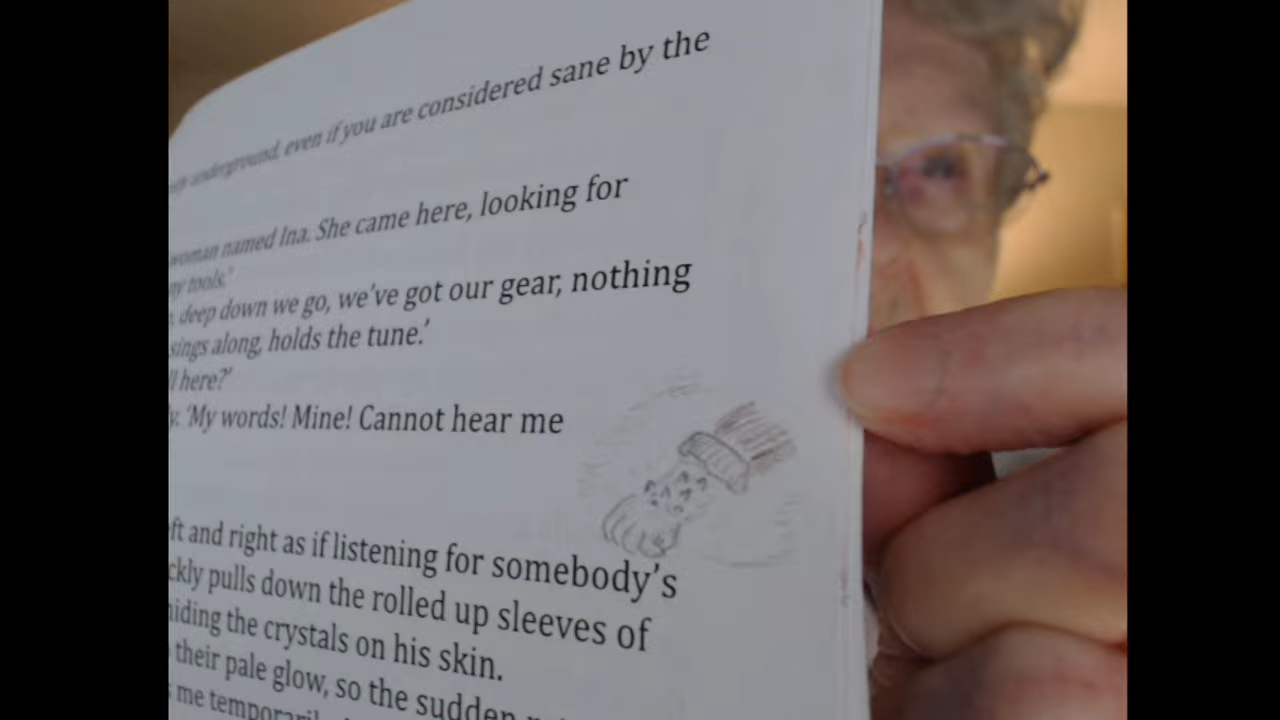 underground, even if you are considered sane by the
woman named Ina. She came here, looking for
tools.'
deep down we go, we've got our gear, nothing
sings along, holds the tune.'
here?'
'My words! Mine! Cannot hear me
and right as if listening for somebody's
pulls down the rolled up sleeves of
hiding the crystals on his skin.
their pale glow, so the sudden
me